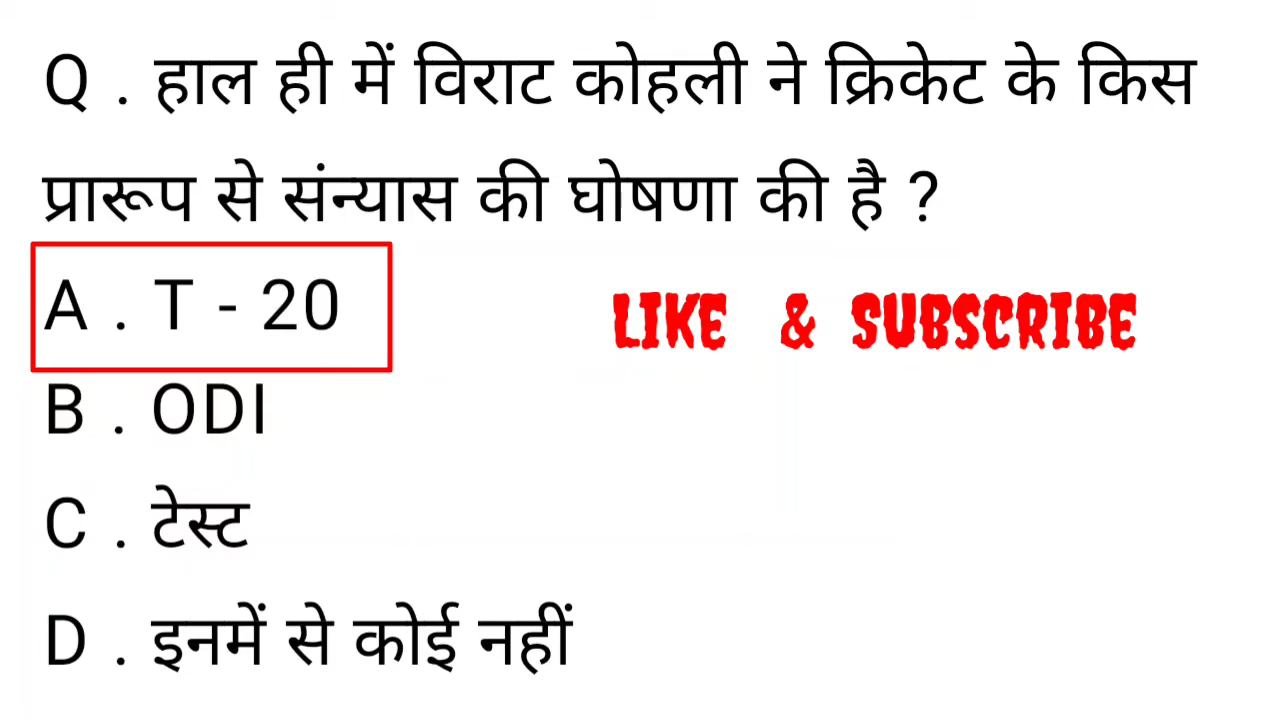 Q . हाल ही में विराट कोहली ने क्रिकेट के किस
प्रारूप से संन्यास की घोषणा की है ?
A . T - 20
LIKE & SUBSCRIBE
B . ODI
C . टेस्ट
D . इनमें से कोई नहीं